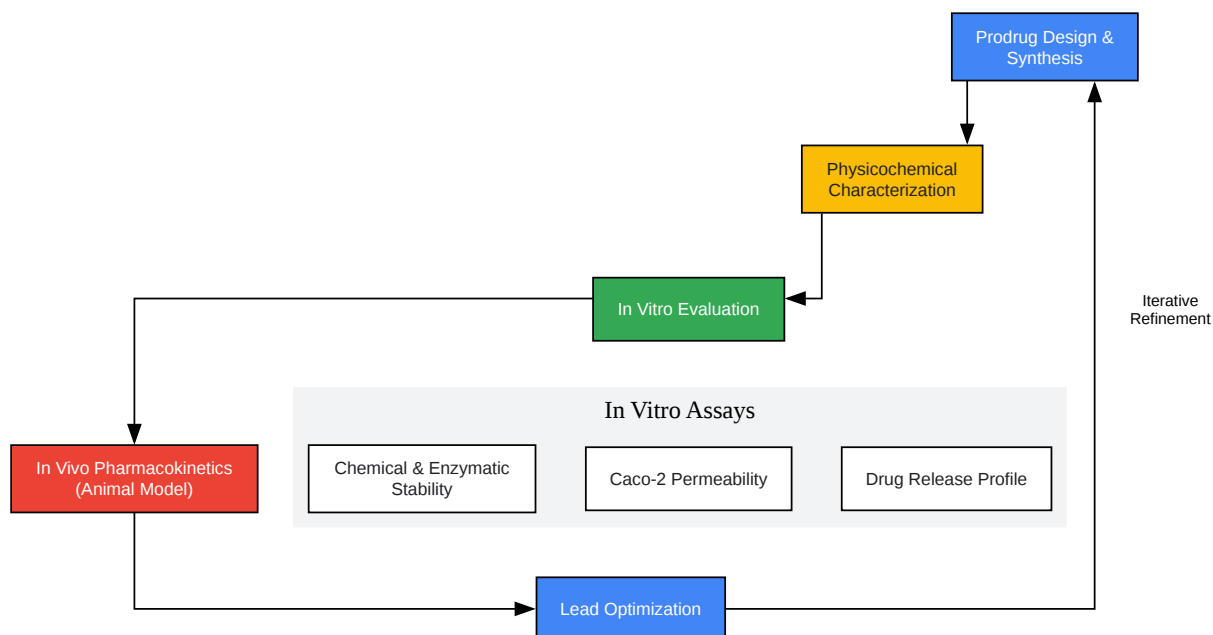 Prodrug Design &
Synthesis
Physicochemical
Characterization
In Vitro Evaluation
Iterative
Refinement
In Vitro Assays
In Vivo Pharmacokinetics
(Animal Model)
Chemical & Enzymatic
Stability
Caco-2 Permeability
Drug Release Profile
Lead Optimization